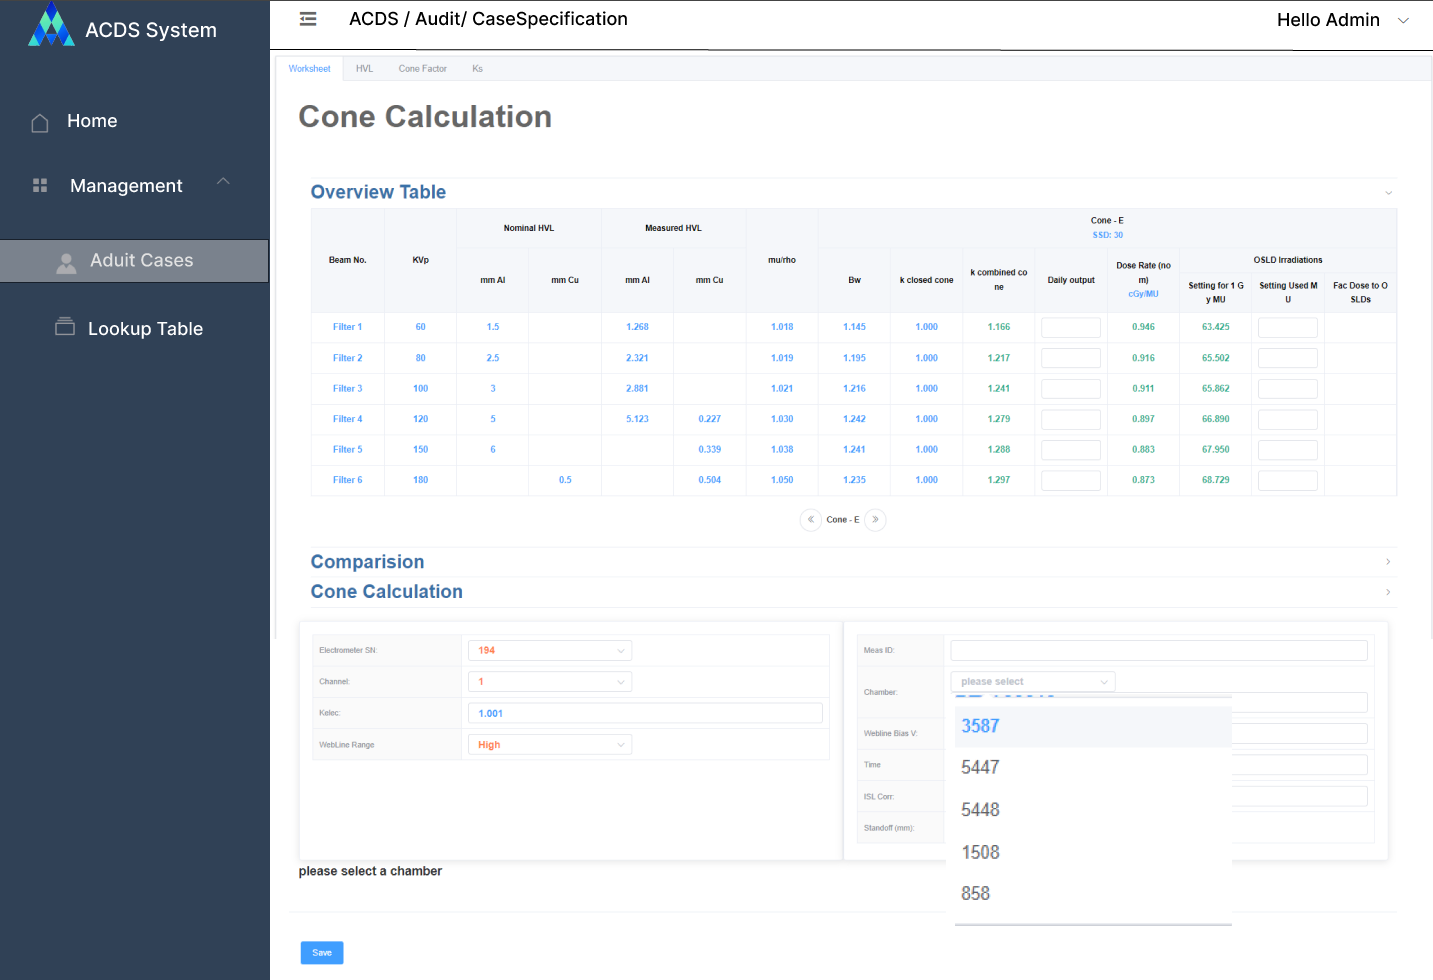 ACDS System
ACDS / Audit/ CaseSpecification
Hello Admin
Home
Management
Aduit Cases
Lookup Table
Worksheet HVL Cone Factor Ks
Cone Calculation
Overview Table
Beam No. KVp Nominal HVL Measured HVL mu/rho Cone - E
SSD: 30
mm Al mm Cu mm Al mm Cu Bw k closed cone k combined co
ne Daily output Dose Rate (no
m)
cGy/MU OSLD Irradiations
Setting for 1 G
y MU Setting Used M
U Fac Dose to O
SLDs
Filter 1 60 1.5 1.268 1.018 1.145 1.000 1.166 0.946 63.425
Filter 2 80 2.5 2.321 1.019 1.195 1.000 1.217 0.916 65.502
Filter 3 100 3 2.881 1.021 1.216 1.000 1.241 0.911 65.862
Filter 4 120 5 5.123 0.227 1.030 1.242 1.000 1.279 0.897 66.890
Filter 5 150 6 0.339 1.038 1.241 1.000 1.288 0.883 67.950
Filter 6 180 0.5 0.504 1.050 1.235 1.000 1.297 0.873 68.729
« Cone - E »
Comparision
Cone Calculation
Electrometer SN: 194
Channel: 1
Kelec: 1.001
WebLine Range High
Meas ID:
Chamber: please select
Webline Bias V:
Time
ISL Corr:
Standoff (mm):
3587
5447
5448
1508
858
please select a chamber
Save